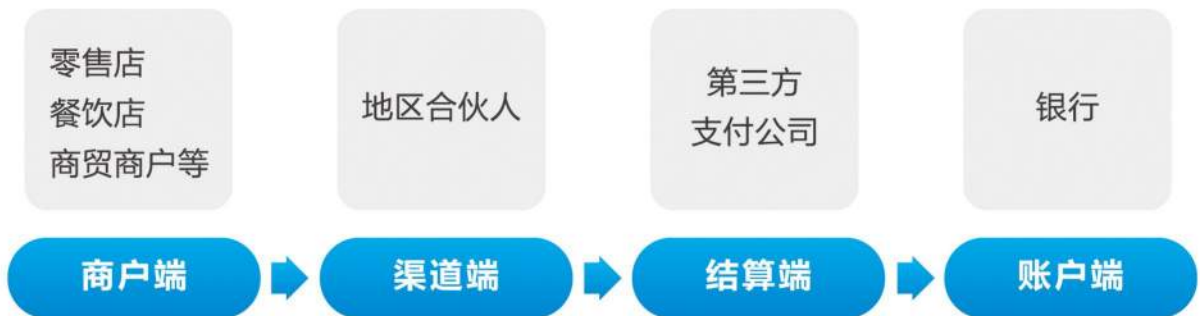 零售店
餐饮店
商贸商户等
地区合伙人
第三方
支付公司
银行
商户端
渠道端
结算端
账户端